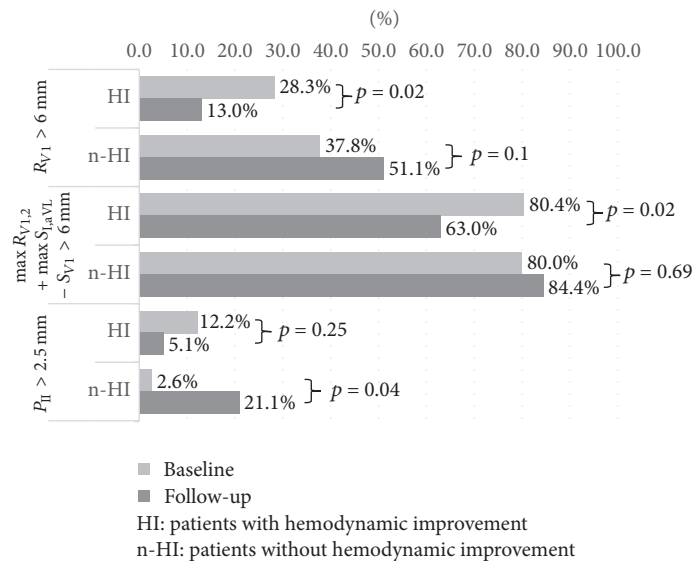 (%)
0.0 10.0 20.0 30.0 40.0 50.0 60.0 70.0 80.0 90.0 100.0
R_V1 > 6 mm
HI
28.3%
13.0%
p = 0.02
n-HI
37.8%
51.1%
p = 0.1
max R_V1,2
+ max S_I,aVL
− S_V1 > 6 mm
HI
80.4%
63.0%
p = 0.02
n-HI
80.0%
84.4%
p = 0.69
P_II > 2.5 mm
HI
12.2%
5.1%
p = 0.25
n-HI
2.6%
21.1%
p = 0.04
Baseline
Follow-up
HI: patients with hemodynamic improvement
n-HI: patients without hemodynamic improvement